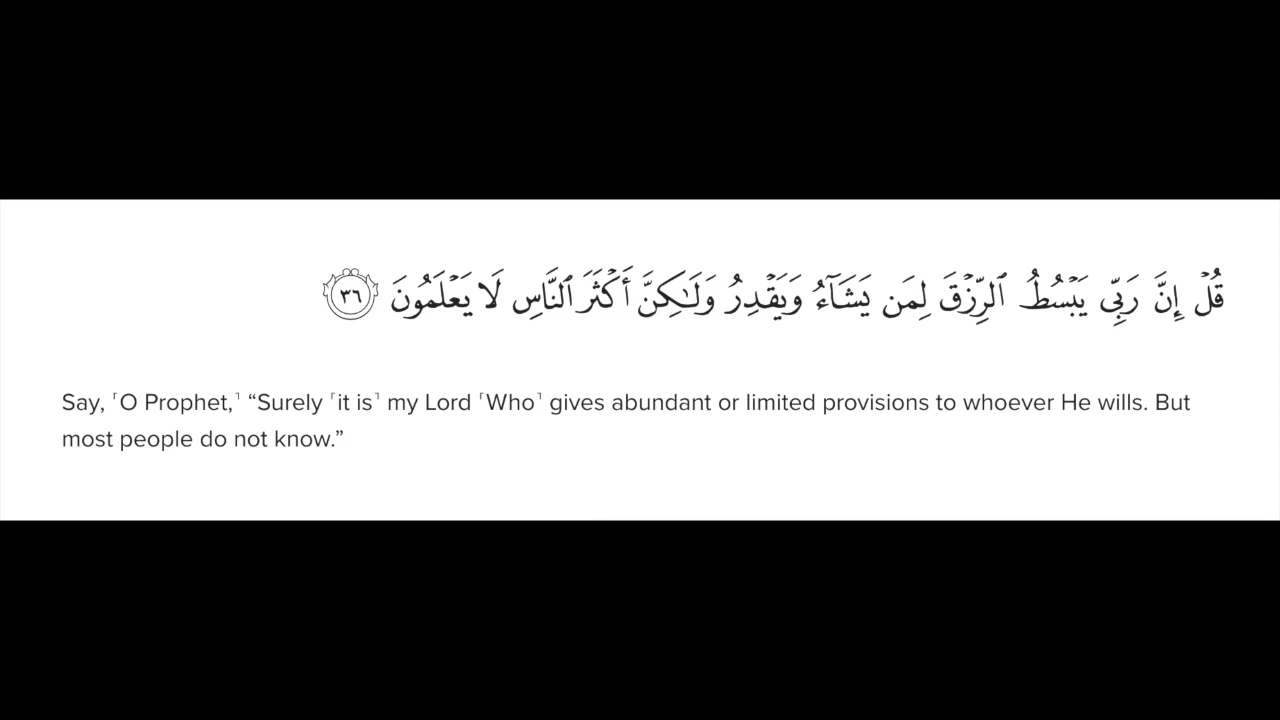 قُلْ إِنَّ رَبِّى يَبْسُطُ ٱلرِّزْقَ لِمَن يَشَآءُ وَيَقْدِرُ وَلَـٰكِنَّ أَكْثَرَ ٱلنَّاسِ لَا يَعْلَمُونَ ٣٦
Say, ˹O Prophet,˺ “Surely ˹it is˺ my Lord ˹Who˺ gives abundant or limited provisions to whoever He wills. But
most people do not know.”